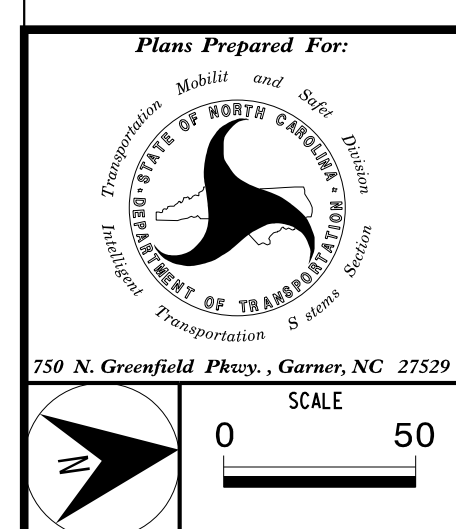 Plans Prepared For:
Transportation Mobilit and Safet Division
STATE OF NORTH CAROLINA
DEPARTMENT OF TRANSPORTATION
Intelligent Transportation S stems Section
750 N. Greenfield Pkwy. , Garner, NC 27529
SCALE
0 50
N